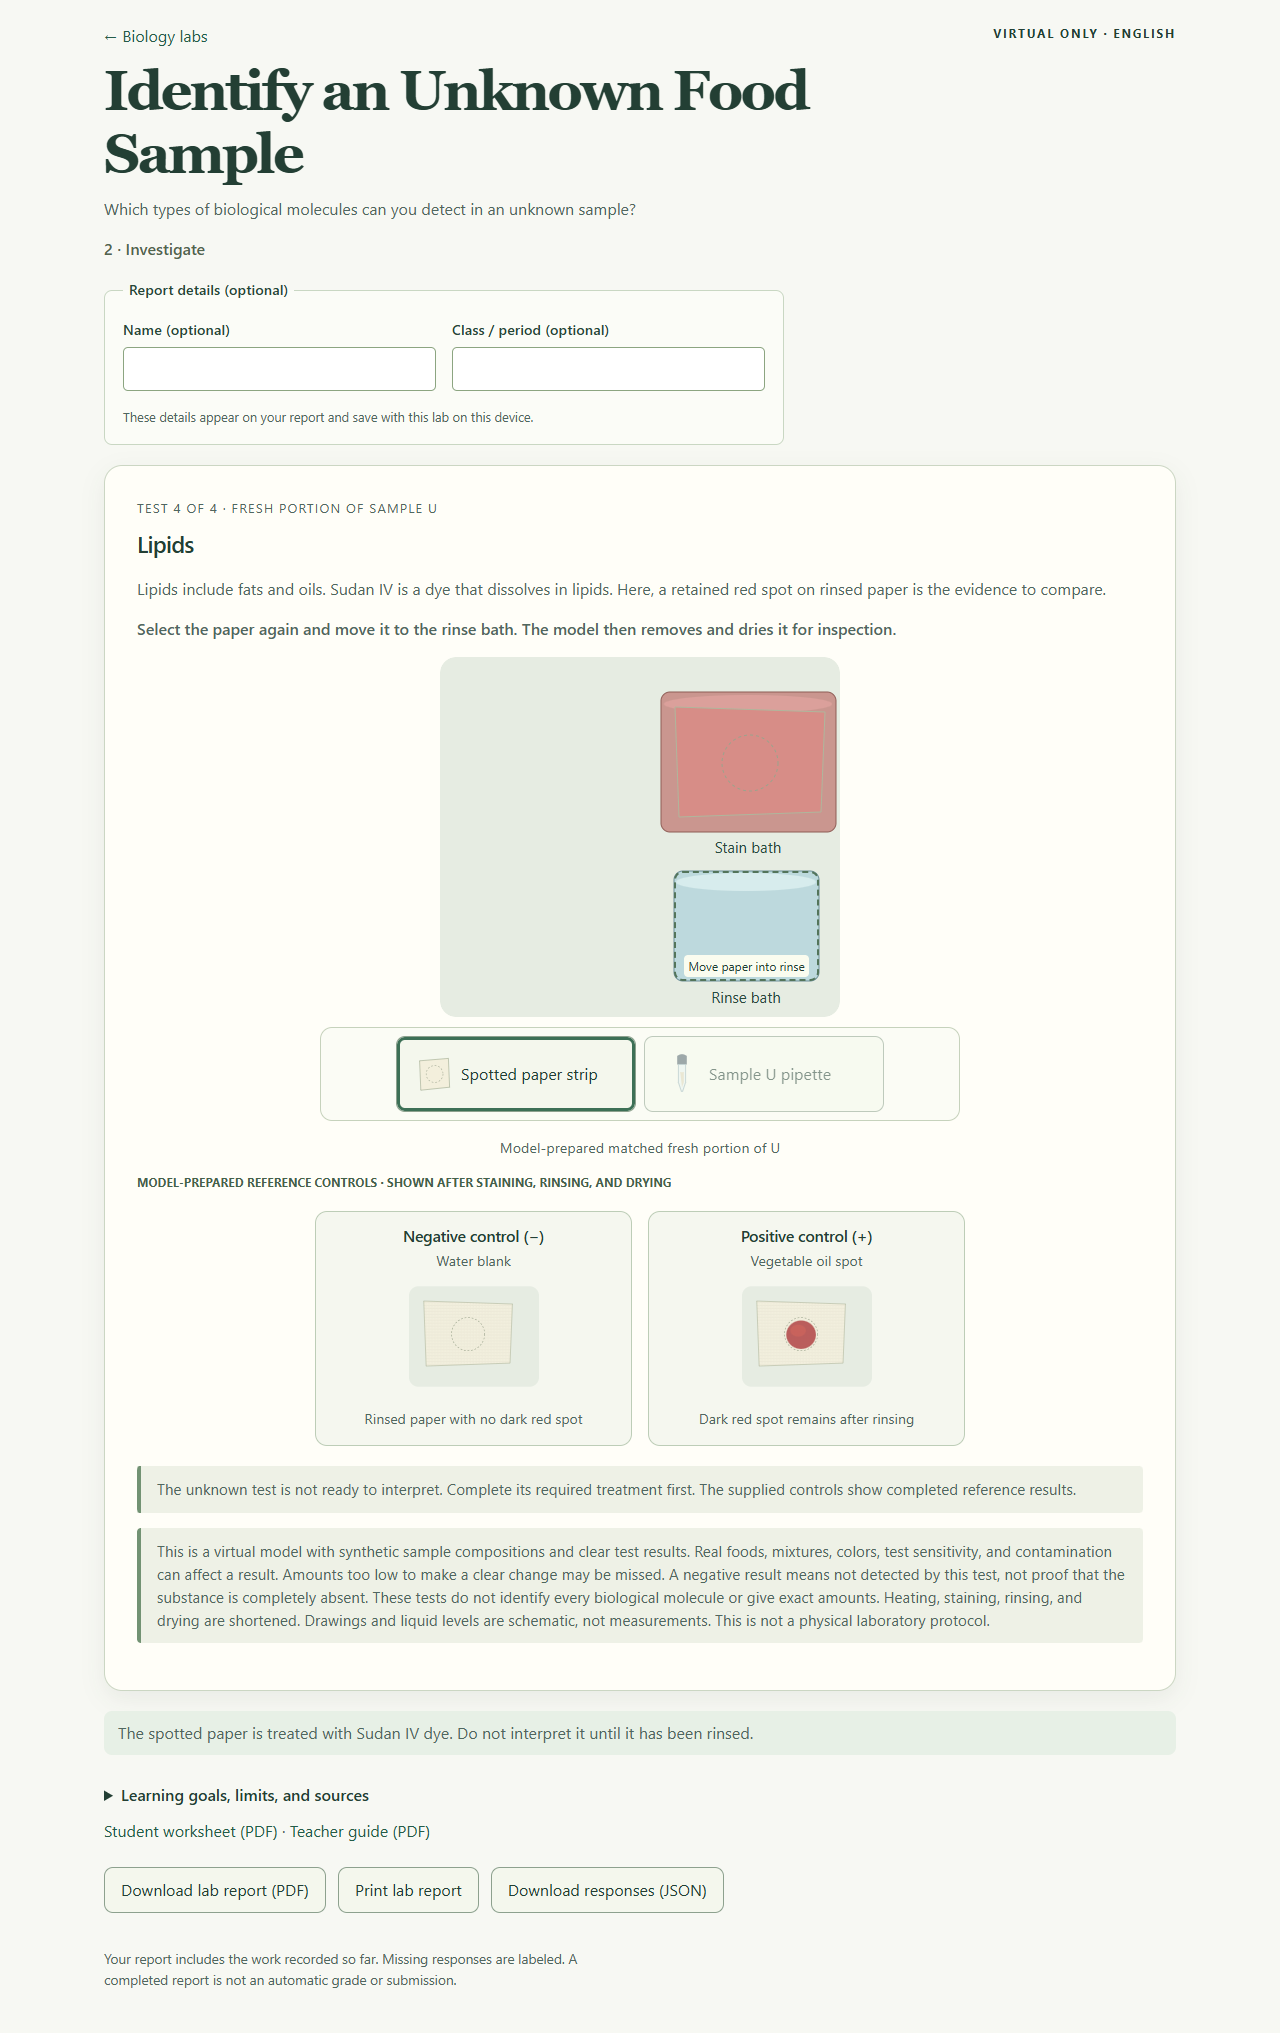 ← Biology labs
VIRTUAL ONLY · ENGLISH
Identify an Unknown Food
Sample
Which types of biological molecules can you detect in an unknown sample?
2 · Investigate
Report details (optional)
Name (optional)
Class / period (optional)
These details appear on your report and save with this lab on this device.
TEST 4 OF 4 · FRESH PORTION OF SAMPLE U
Lipids
Lipids include fats and oils. Sudan IV is a dye that dissolves in lipids. Here, a retained red spot on rinsed paper is the evidence to compare.
Select the paper again and move it to the rinse bath. The model then removes and dries it for inspection.
Stain bath
Move paper into rinse
Rinse bath
Spotted paper strip
Sample U pipette
Model-prepared matched fresh portion of U
MODEL-PREPARED REFERENCE CONTROLS · SHOWN AFTER STAINING, RINSING, AND DRYING
Negative control (−)
Water blank
Rinsed paper with no dark red spot
Positive control (+)
Vegetable oil spot
Dark red spot remains after rinsing
The unknown test is not ready to interpret. Complete its required treatment first. The supplied controls show completed reference results.
This is a virtual model with synthetic sample compositions and clear test results. Real foods, mixtures, colors, test sensitivity, and contamination
can affect a result. Amounts too low to make a clear change may be missed. A negative result means not detected by this test, not proof that the
substance is completely absent. These tests do not identify every biological molecule or give exact amounts. Heating, staining, rinsing, and
drying are shortened. Drawings and liquid levels are schematic, not measurements. This is not a physical laboratory protocol.
The spotted paper is treated with Sudan IV dye. Do not interpret it until it has been rinsed.
▶ Learning goals, limits, and sources
Student worksheet (PDF) · Teacher guide (PDF)
Download lab report (PDF)
Print lab report
Download responses (JSON)
Your report includes the work recorded so far. Missing responses are labeled. A
completed report is not an automatic grade or submission.